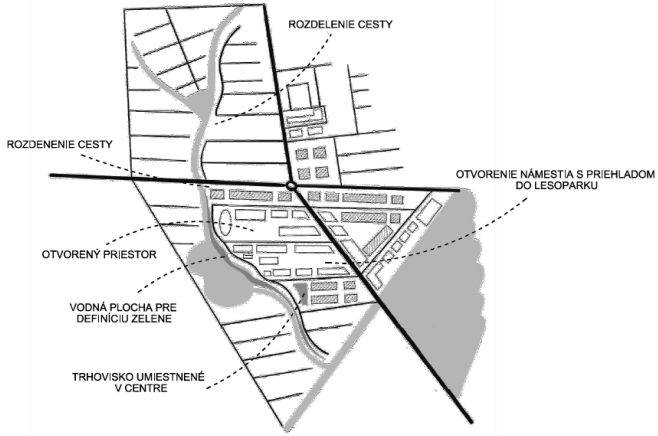 ROZDELENIE CESTY
ROZDENENIE CESTY
OTVORENIE NÁMESTIA S PRIEHLADOM
DO LESOPARKU
OTVORENÝ PRIESTOR
VODNÁ PLOCHA PRE
DEFINÍCIU ZELENE
TRHOVISKO UMIESTNENÉ
V CENTRE